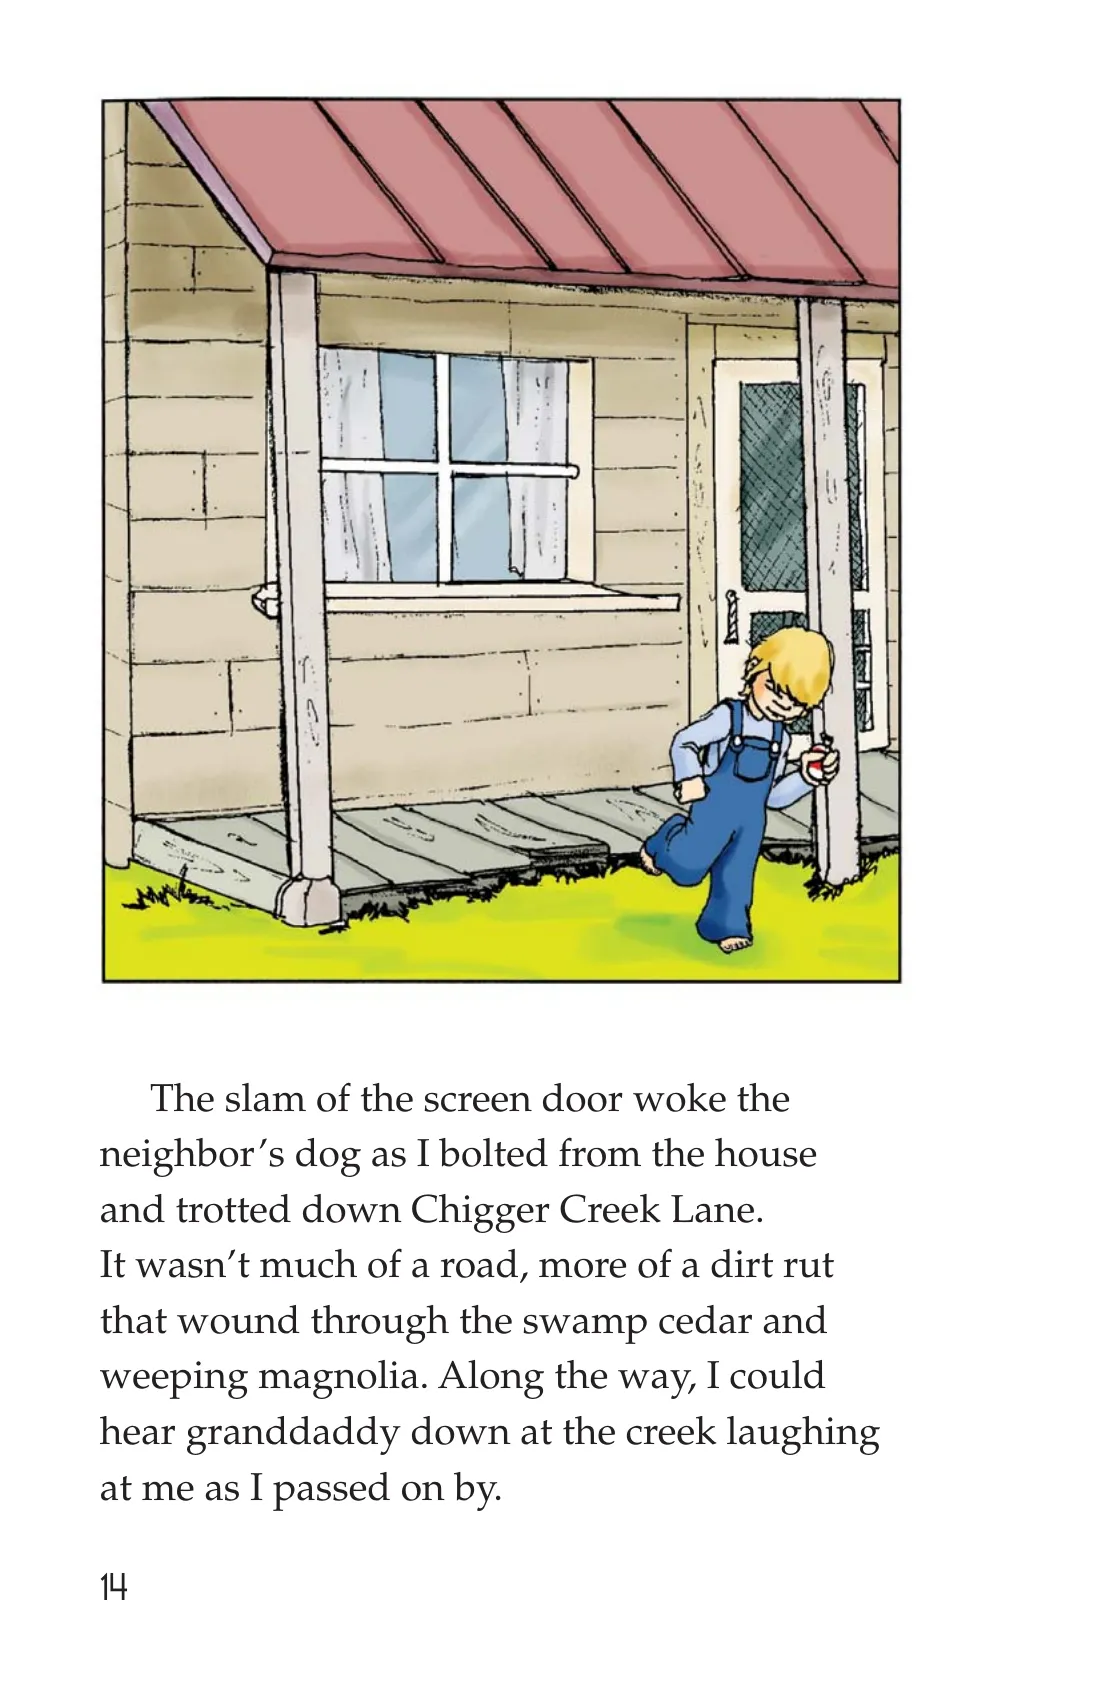 The slam of the screen door woke the
neighbor’s dog as I bolted from the house
and trotted down Chigger Creek Lane.
It wasn’t much of a road, more of a dirt rut
that wound through the swamp cedar and
weeping magnolia. Along the way, I could
hear granddaddy down at the creek laughing
at me as I passed on by.
14